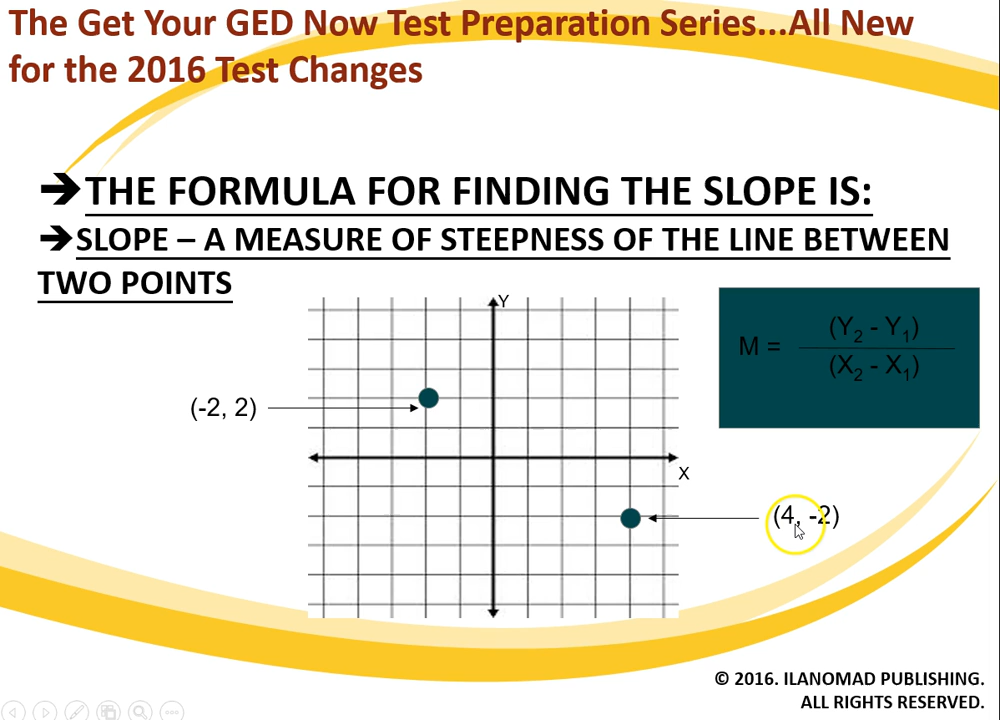 The Get Your GED Now Test Preparation Series...All New
for the 2016 Test Changes
➔THE FORMULA FOR FINDING THE SLOPE IS:
➔SLOPE – A MEASURE OF STEEPNESS OF THE LINE BETWEEN
TWO POINTS
Y
(Y₂ - Y₁)
M =
(X₂ - X₁)
(-2, 2)
X
(4, -2)
© 2016. ILANOMAD PUBLISHING.
ALL RIGHTS RESERVED.